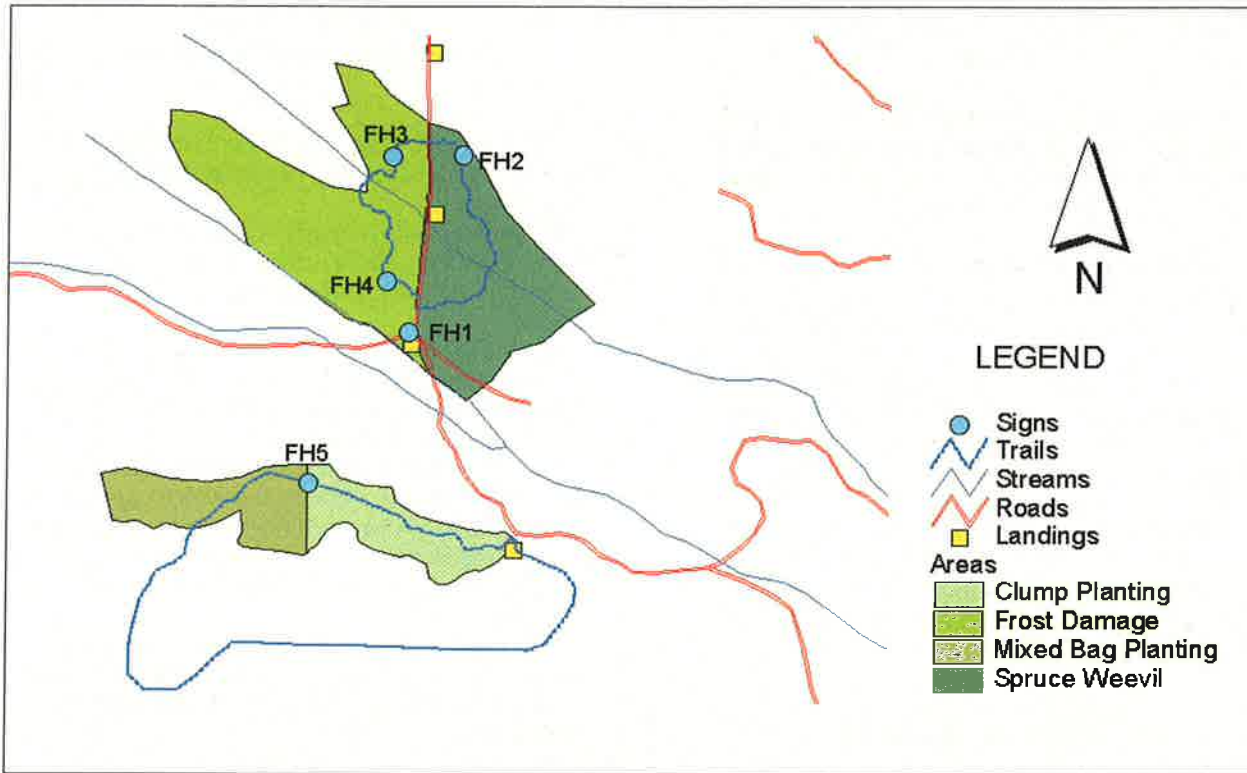 FH3
FH2
FH4
FH1
FH5
N
LEGEND
Signs
Trails
Streams
Roads
Landings
Areas
Clump Planting
Frost Damage
Mixed Bag Planting
Spruce Weevil